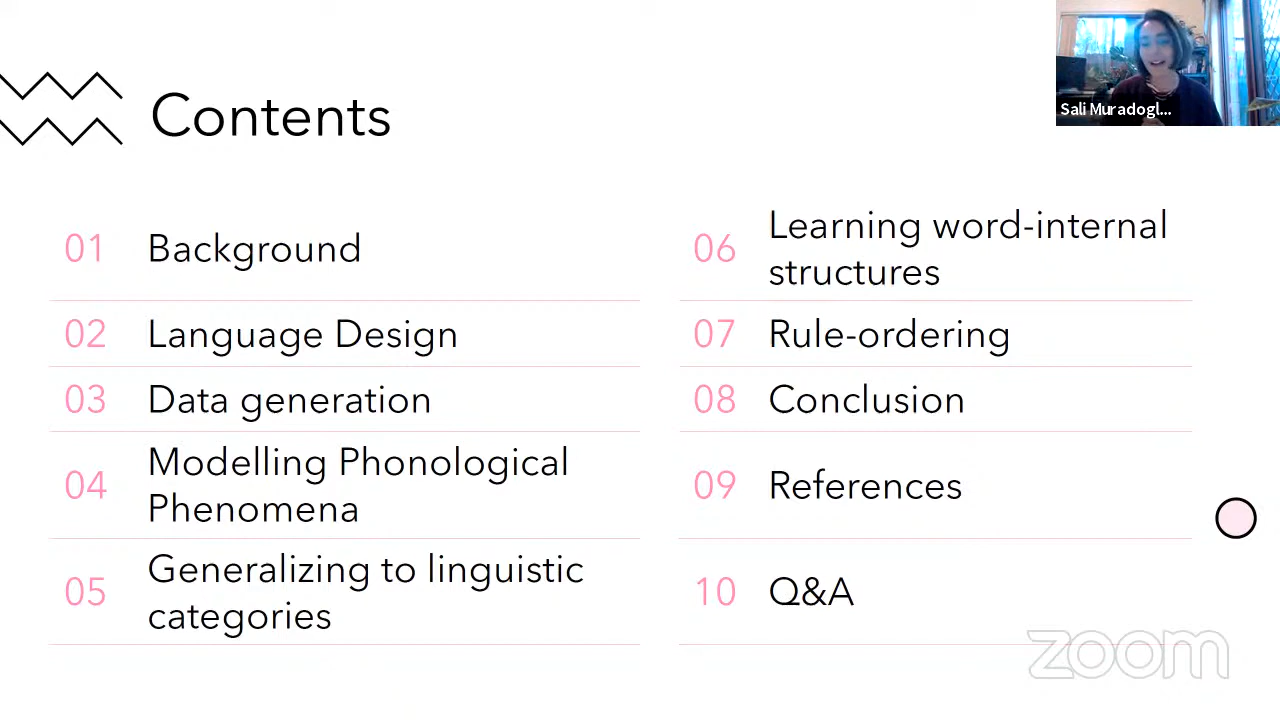 Contents
01 Background
02 Language Design
03 Data generation
04 Modelling Phonological
Phenomena
05 Generalizing to linguistic
categories
06 Learning word-internal
structures
07 Rule-ordering
08 Conclusion
09 References
10 Q&A
Sali Muradogl...
zoom